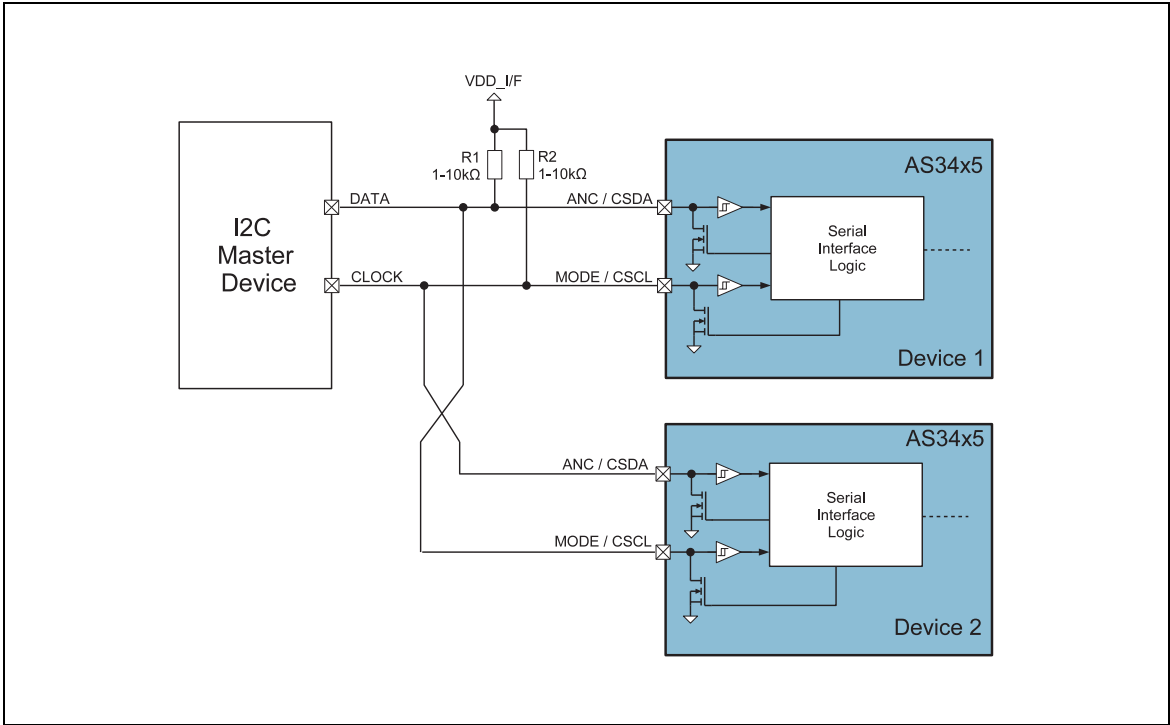 VDD_I/F
R1
1-10kΩ
R2
1-10kΩ
I2C
Master
Device
DATA
CLOCK
ANC / CSDA
MODE / CSCL
AS34x5
Serial
Interface
Logic
Device 1
ANC / CSDA
MODE / CSCL
AS34x5
Serial
Interface
Logic
Device 2